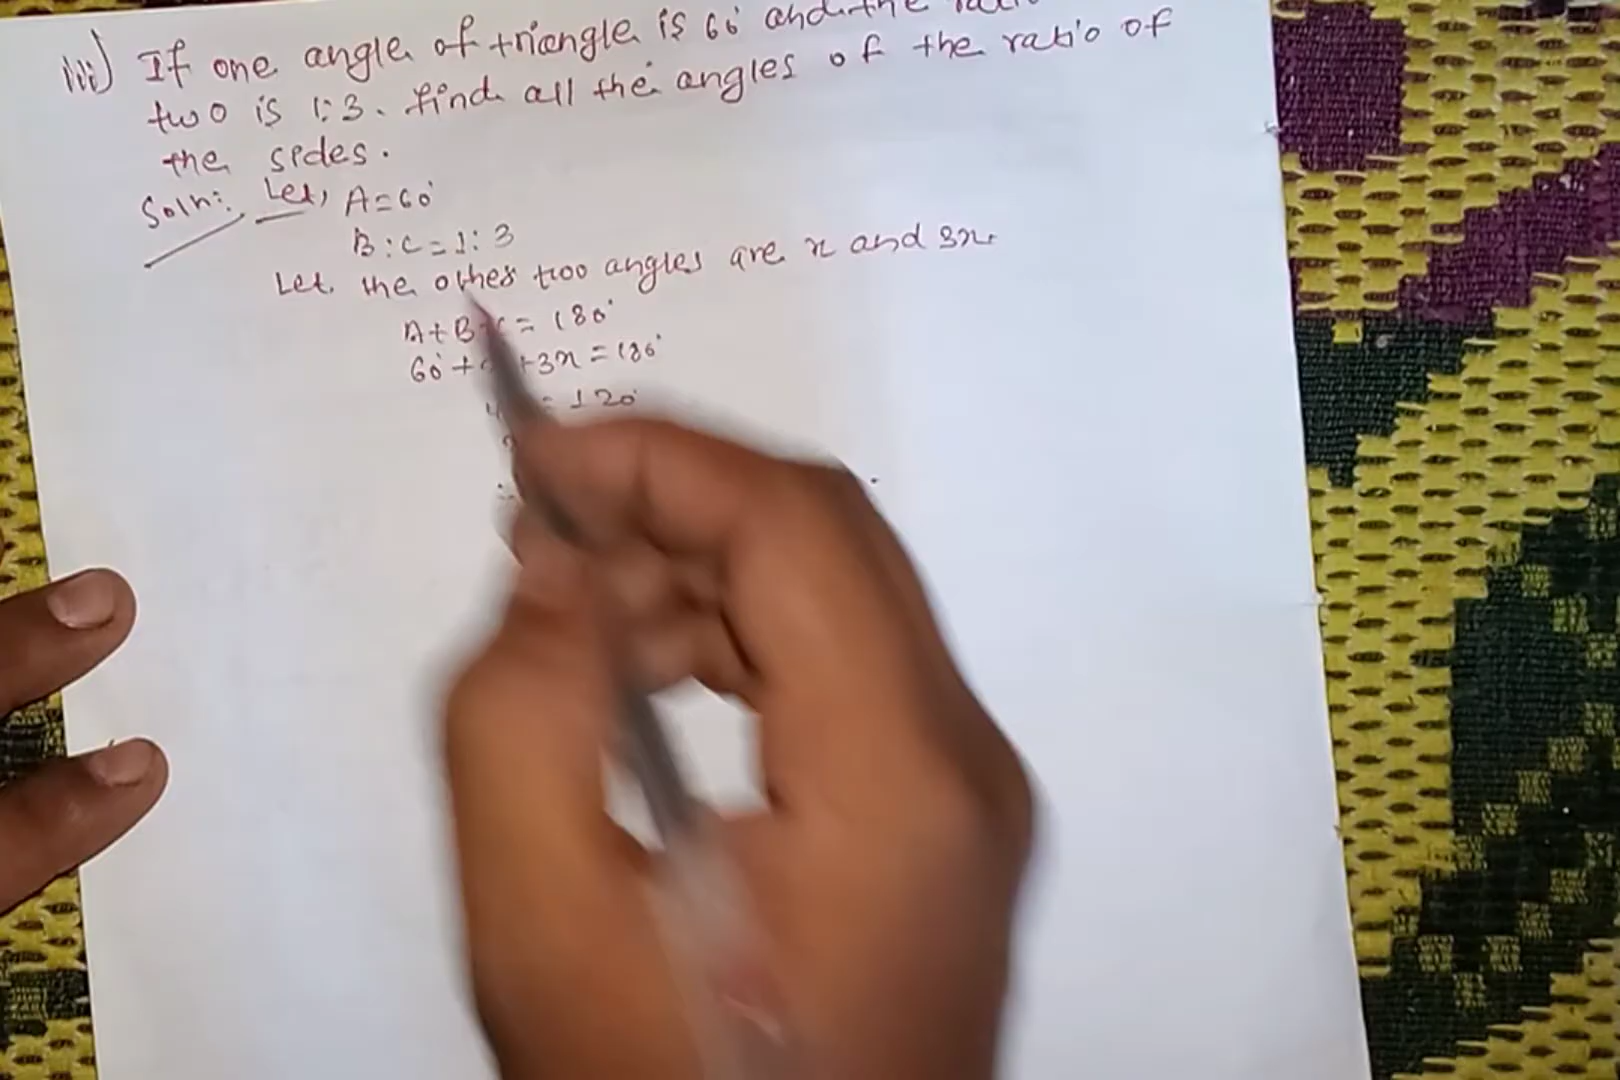 iii) If one angle of triangle is 60° and the
two is 1:3. find all the angles of the ratio of
the sides.
Soln: Let, A=60°
B:C=1:3
Let the other two angles are x and 3x.
A+B = 180°
60°+ +3x=180°
= 120°